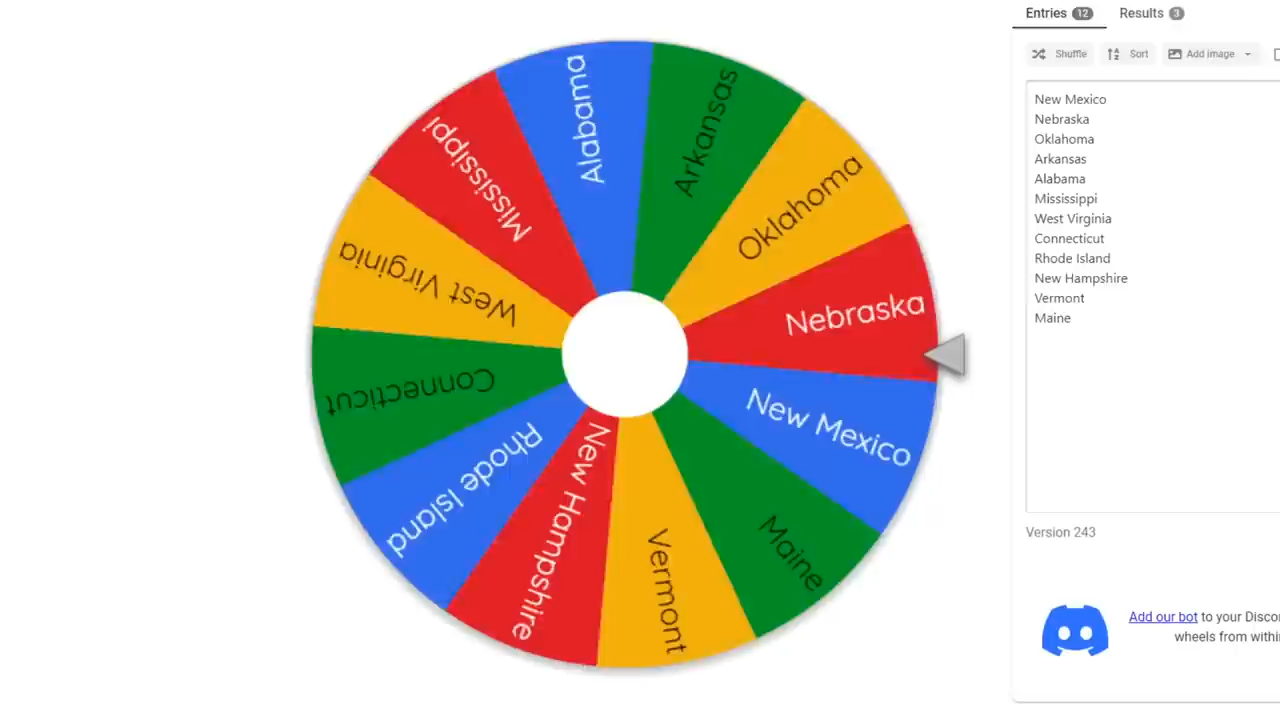 Entries 12 Results 3
Shuffle Sort Add image
New Mexico
Nebraska
Oklahoma
Arkansas
Alabama
Mississippi
West Virginia
Connecticut
Rhode Island
New Hampshire
Vermont
Maine
Version 243
Add our bot to your Discor
wheels from within
Alabama
Arkansas
Oklahoma
Nebraska
New Mexico
Maine
Vermont
New Hampshire
Rhode Island
Connecticut
West Virginia
Mississippi